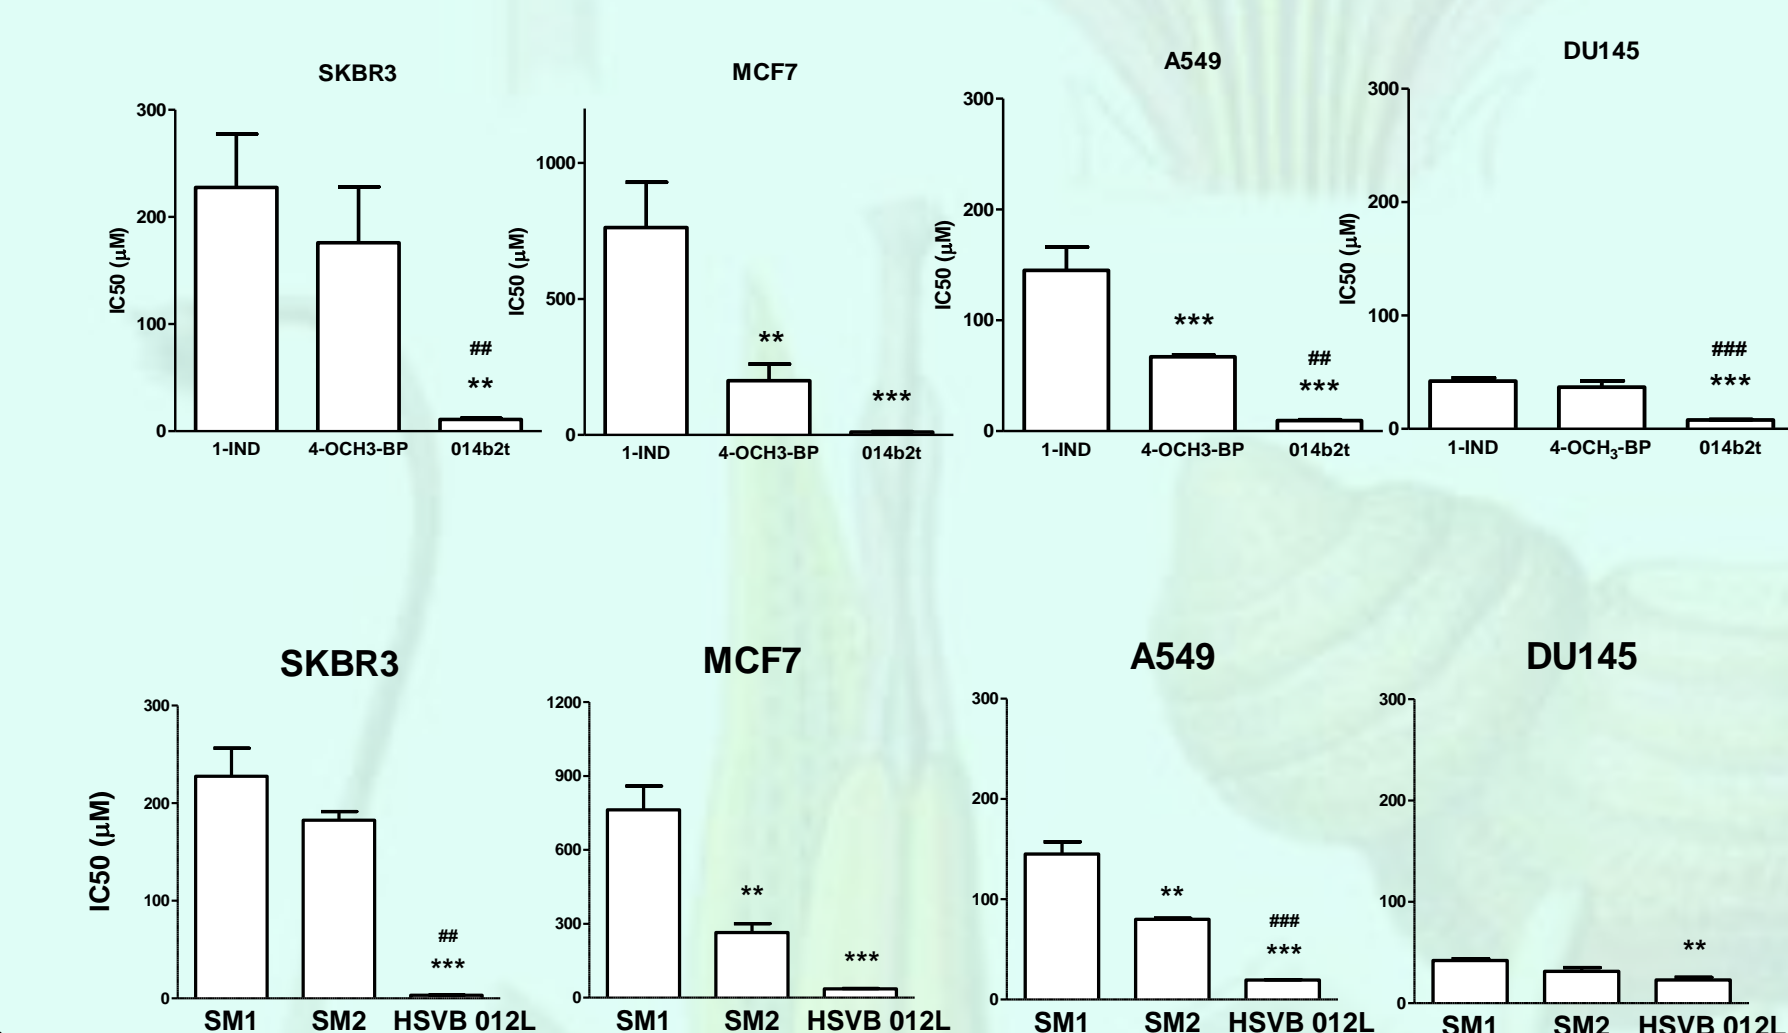 SKBR3
300
200
100
0
IC50 (µM)
1-IND 4-OCH3-BP 014b2t
##
**
MCF7
1000
500
0
IC50 (µM)
1-IND 4-OCH3-BP 014b2t
**
***
A549
300
200
100
0
IC50 (µM)
1-IND 4-OCH3-BP 014b2t
***
##
***
DU145
300
200
100
0
IC50 (µM)
1-IND 4-OCH₃-BP 014b2t
###
***
SKBR3
300
200
100
0
IC50 (µM)
SM1 SM2 HSVB 012L
##
***
MCF7
1200
900
600
300
0
SM1 SM2 HSVB 012L
**
***
A549
300
200
100
0
SM1 SM2 HSVB 012L
**
###
***
DU145
300
200
100
0
SM1 SM2 HSVB 012L
**